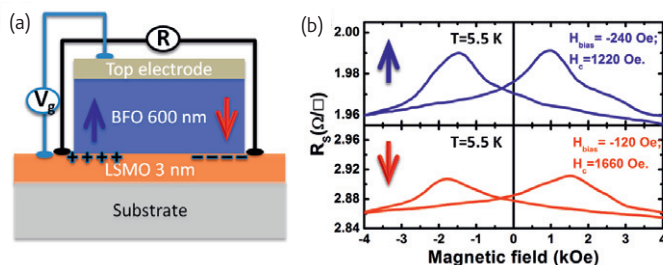 (a)
R
Top electrode
Vg
BFO 600 nm
++++
-----
LSMO 3 nm
Substrate
(b)
Rs(Ω/□)
2.00
1.98
1.96
T=5.5 K
Hbias= -240 Oe;
Hc=1220 Oe.
2.96
2.92
2.88
2.84
T=5.5 K
Hbias= -120 Oe;
Hc=1660 Oe.
-4 -3 -2 -1 0 1 2 3 4
Magnetic field (kOe)